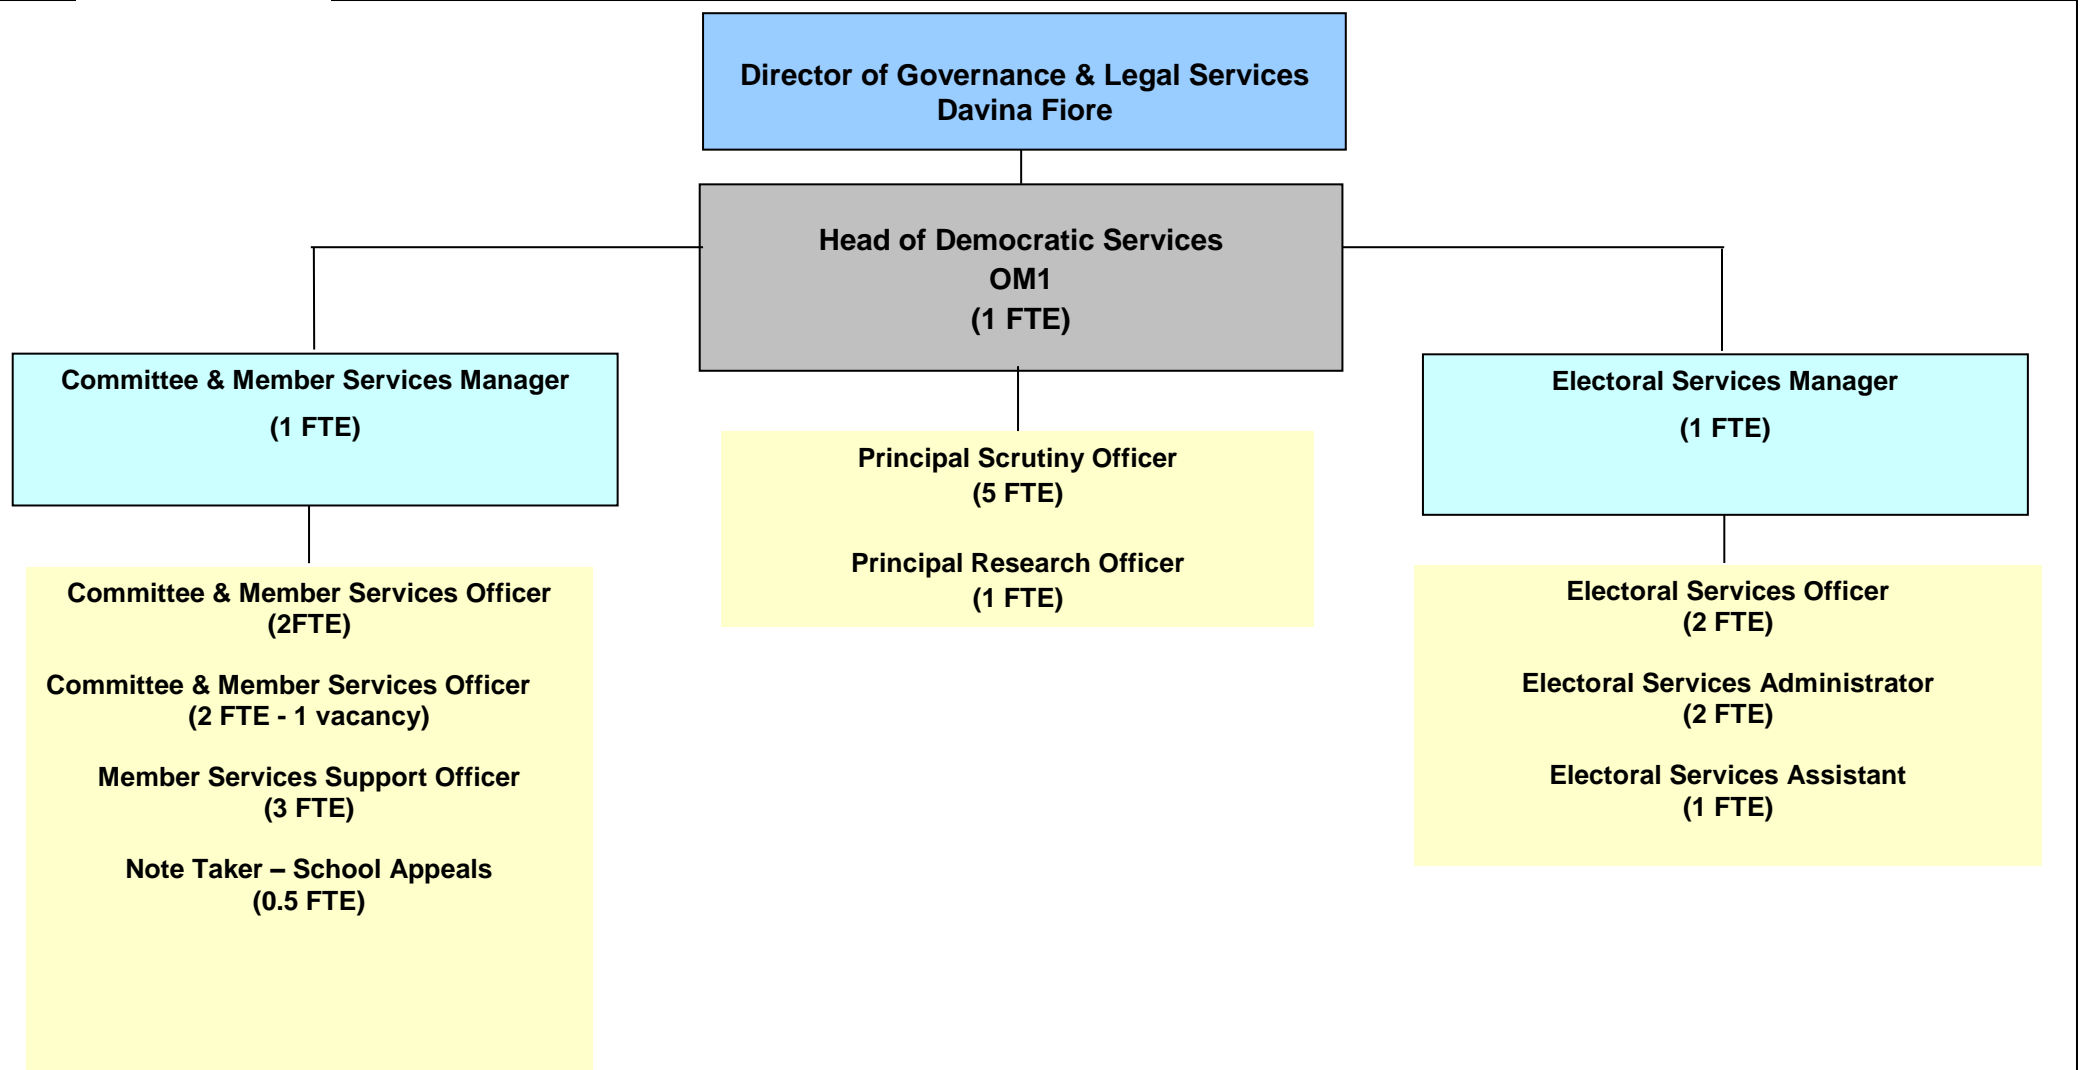 Director of Governance & Legal Services
Davina Fiore
Head of Democratic Services
OM1
(1 FTE)
Committee & Member Services Manager
(1 FTE)
Electoral Services Manager
(1 FTE)
Principal Scrutiny Officer
(5 FTE)
Principal Research Officer
(1 FTE)
Committee & Member Services Officer
(2FTE)
Committee & Member Services Officer
(2 FTE - 1 vacancy)
Member Services Support Officer
(3 FTE)
Note Taker – School Appeals
(0.5 FTE)
Electoral Services Officer
(2 FTE)
Electoral Services Administrator
(2 FTE)
Electoral Services Assistant
(1 FTE)